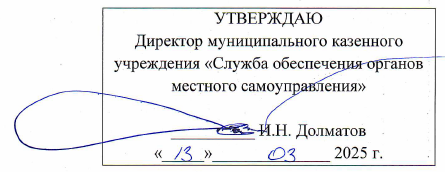 УТВЕРЖДАЮ
Директор муниципального казенного
учреждения «Служба обеспечения органов
местного самоуправления»
И.Н. Долматов
«13» 03 2025 г.